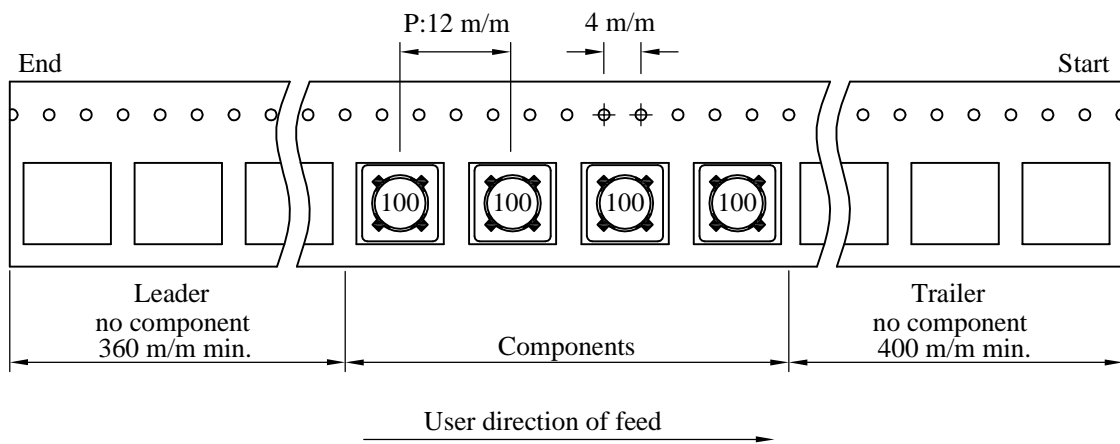 P:12 m/m
4 m/m
End
Start
100
100
100
100
Leader
no component
360 m/m min.
Components
Trailer
no component
400 m/m min.
User direction of feed